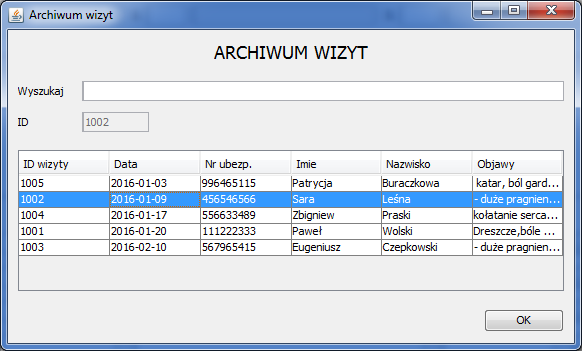 Archiwum wizyt
ARCHIWUM WIZYT
Wyszukaj
ID 1002
ID wizyty Data Nr ubezp. Imie Nazwisko Objawy
1005 2016-01-03 996465115 Patrycja Buraczkowa katar, ból gard...
1002 2016-01-09 456546566 Sara Leśna - duże pragnien...
1004 2016-01-17 556633489 Zbigniew Praski kołatanie serca...
1001 2016-01-20 111222333 Paweł Wolski Dreszcze,bóle ...
1003 2016-02-10 567965415 Eugeniusz Czepkowski - duże pragnien...
OK